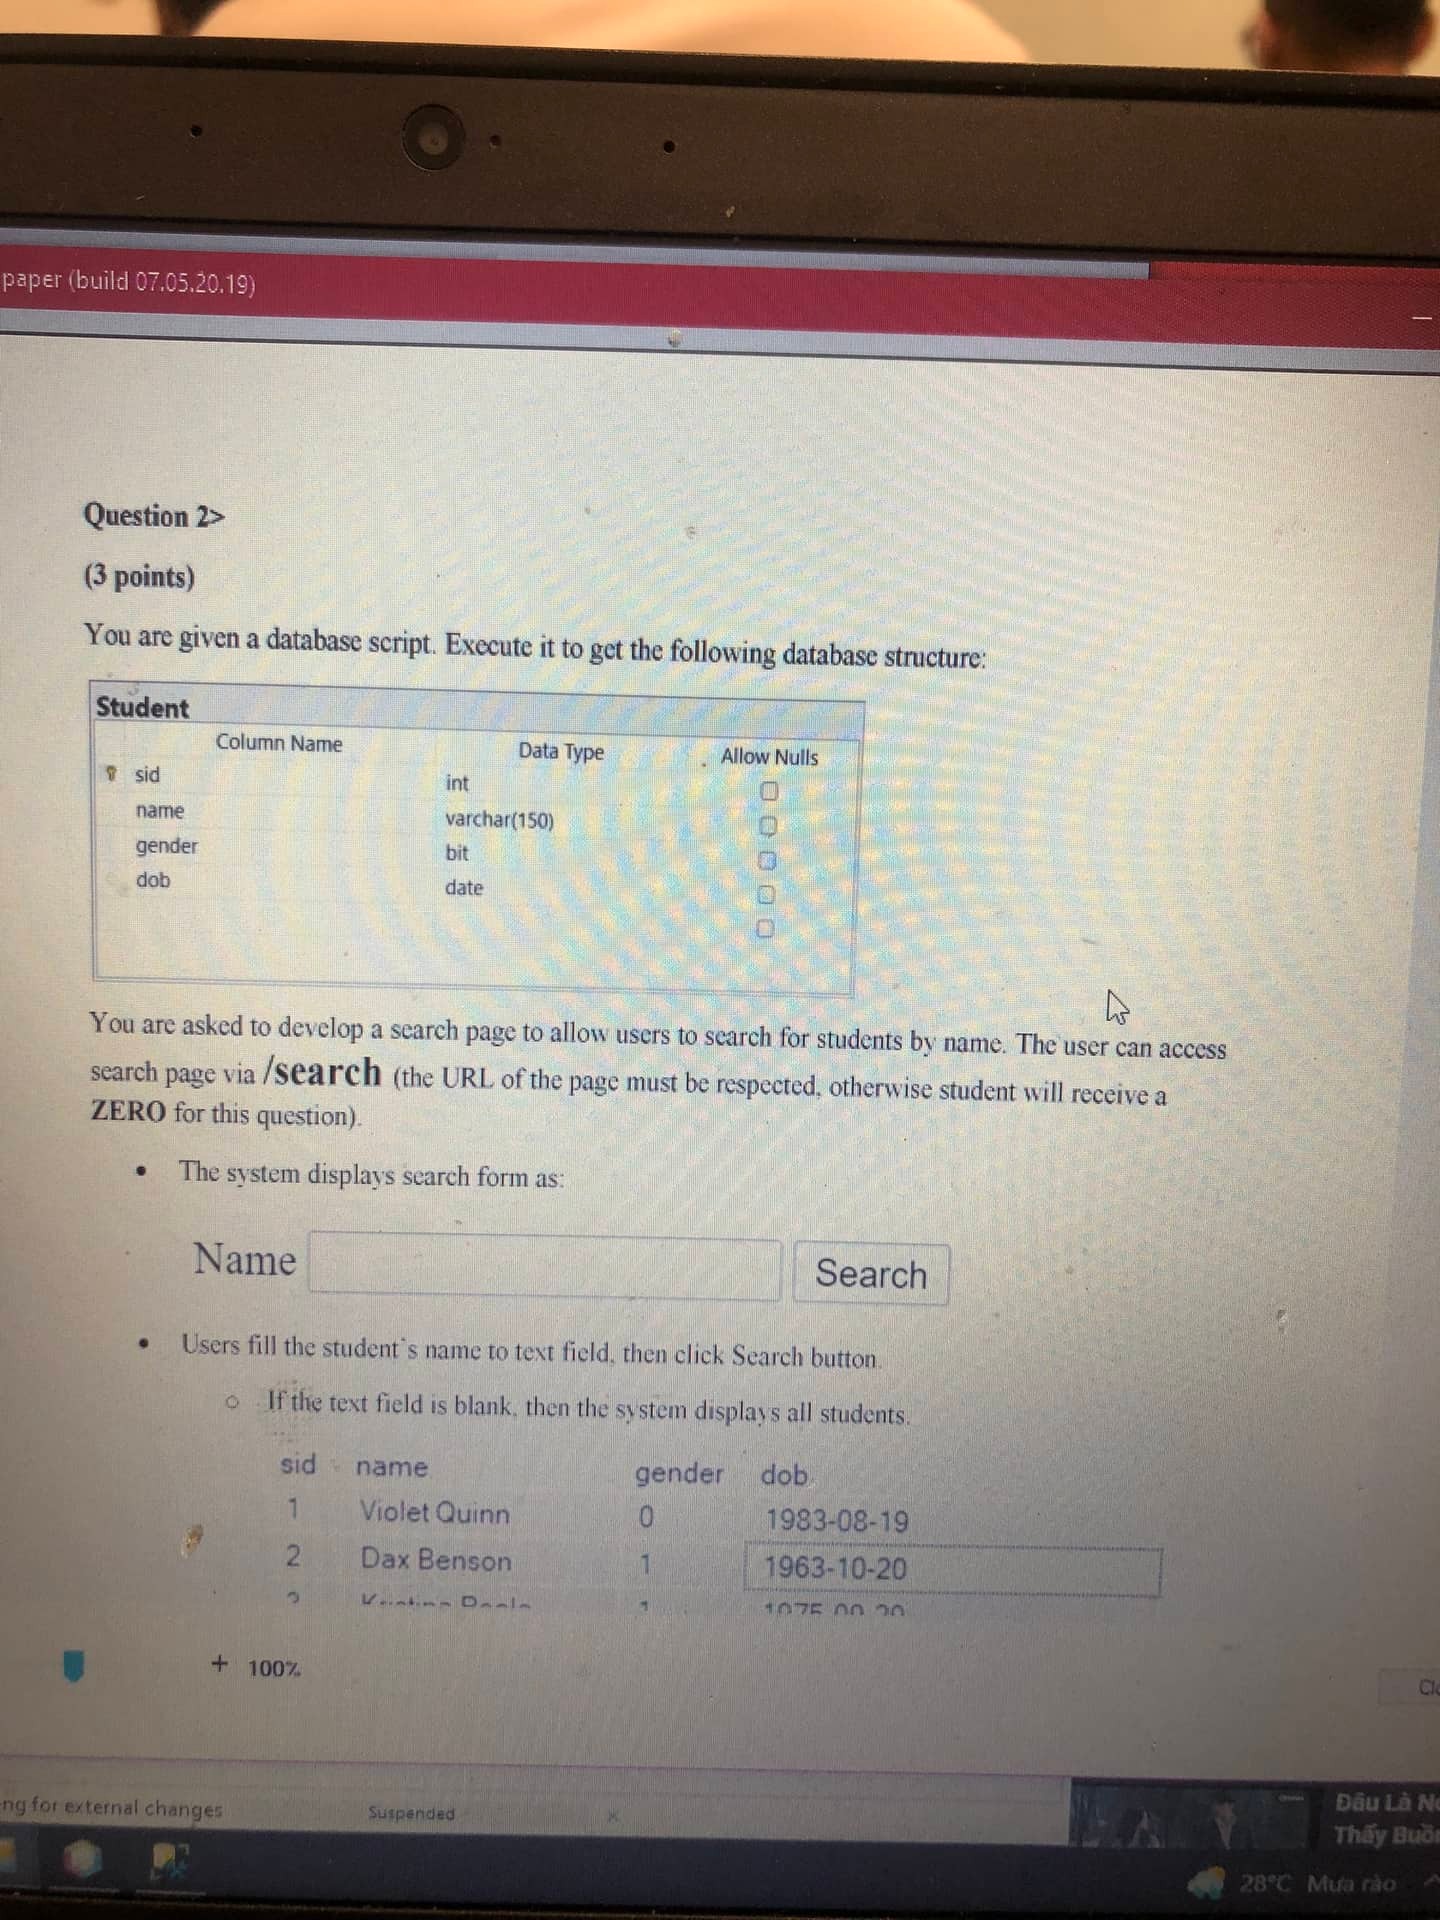 paper (build 07.05.20.19)
Question 2>
(3 points)
You are given a database script. Execute it to get the following database structure:
Student
Column Name Data Type Allow Nulls
sid int
name varchar(150)
gender bit
dob date
You are asked to develop a search page to allow users to search for students by name. The user can access
search page via /search (the URL of the page must be respected, otherwise student will receive a
ZERO for this question).
• The system displays search form as:
Name Search
• Users fill the student's name to text field, then click Search button.
o If the text field is blank, then the system displays all students.
sid name gender dob
1 Violet Quinn 0 1983-08-19
2 Dax Benson 1 1963-10-20
+ 100%
ng for external changes Suspended
Đâu Là
Thấy
28°C Mưa rào